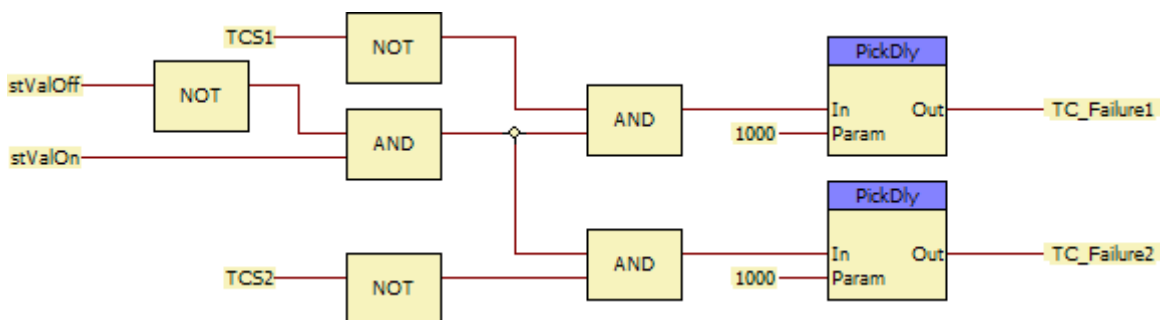 TCS1
NOT
PickDly
stValOff
NOT
In Out
TC_Failure1
AND
1000
Param
AND
stValOn
PickDly
AND
In Out
TC_Failure2
TCS2
NOT
1000
Param